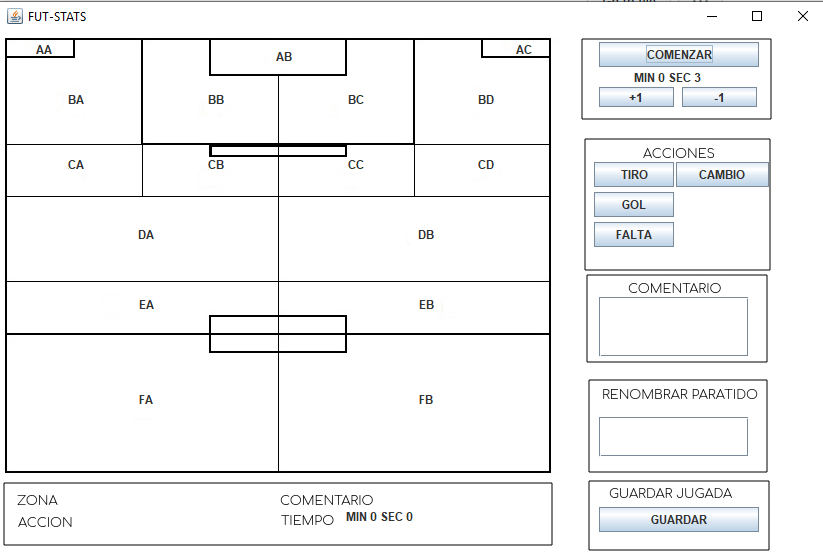 FUT-STATS
AA
AB
AC
BA
BB
BC
BD
CA
CB
CC
CD
DA
DB
EA
EB
FA
FB
ZONA
COMENTARIO
ACCION
TIEMPO MIN 0 SEC 0
COMENZAR
MIN 0 SEC 3
+1
-1
ACCIONES
TIRO
CAMBIO
GOL
FALTA
COMENTARIO
RENOMBRAR PARATIDO
GUARDAR JUGADA
GUARDAR